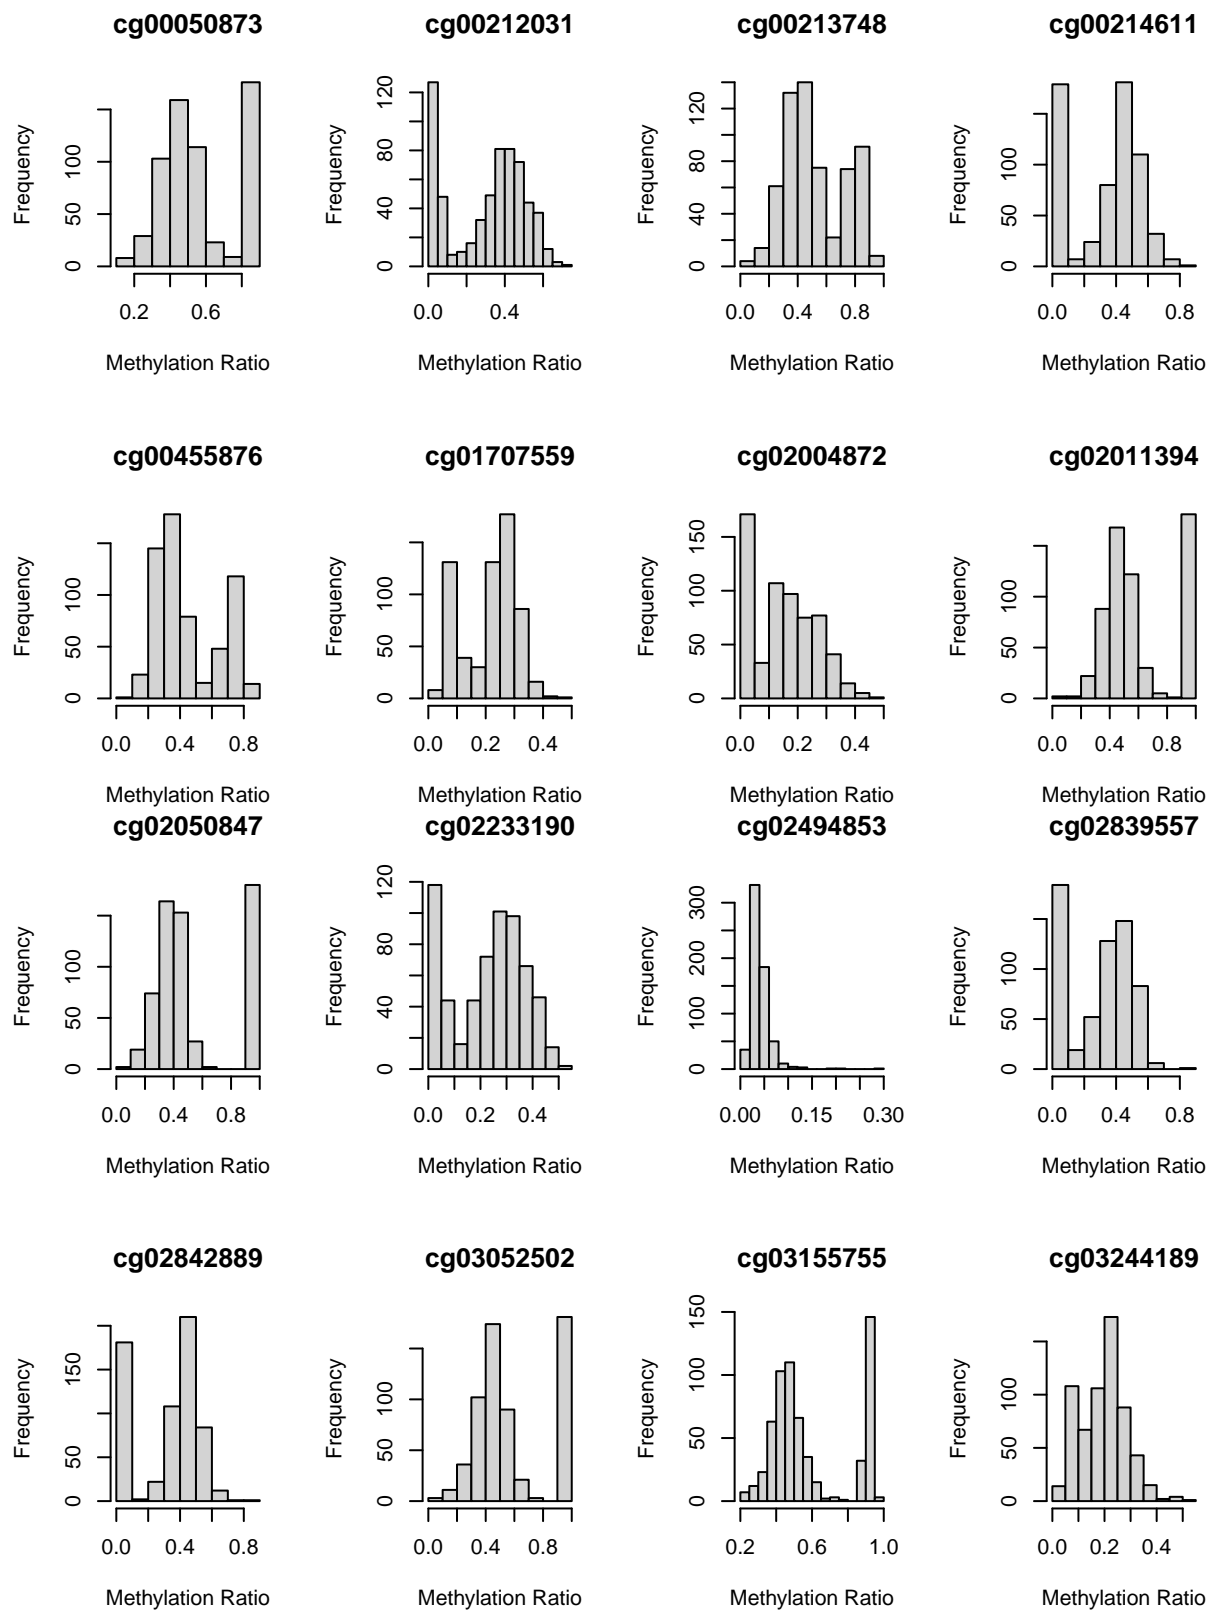 cg00050873
Frequency
0 50 100
0.2 0.6
Methylation Ratio
cg00212031
Frequency
0 40 80 120
0.0 0.4
Methylation Ratio
cg00213748
Frequency
0 40 80 120
0.0 0.4 0.8
Methylation Ratio
cg00214611
Frequency
0 50 100
0.0 0.4 0.8
Methylation Ratio
cg00455876
Frequency
0 50 100
0.0 0.4 0.8
Methylation Ratio
cg01707559
Frequency
0 50 100
0.0 0.2 0.4
Methylation Ratio
cg02004872
Frequency
0 50 100 150
0.0 0.2 0.4
Methylation Ratio
cg02011394
Frequency
0 50 100
0.0 0.4 0.8
Methylation Ratio
cg02050847
Frequency
0 50 100
0.0 0.4 0.8
Methylation Ratio
cg02233190
Frequency
0 40 80 120
0.0 0.2 0.4
Methylation Ratio
cg02494853
Frequency
0 100 200 300
0.00 0.15 0.30
Methylation Ratio
cg02839557
Frequency
0 50 100
0.0 0.4 0.8
Methylation Ratio
cg02842889
Frequency
0 50 150
0.0 0.4 0.8
Methylation Ratio
cg03052502
Frequency
0 50 100
0.0 0.4 0.8
Methylation Ratio
cg03155755
Frequency
0 50 100 150
0.2 0.6 1.0
Methylation Ratio
cg03244189
Frequency
0 50 100
0.0 0.2 0.4
Methylation Ratio